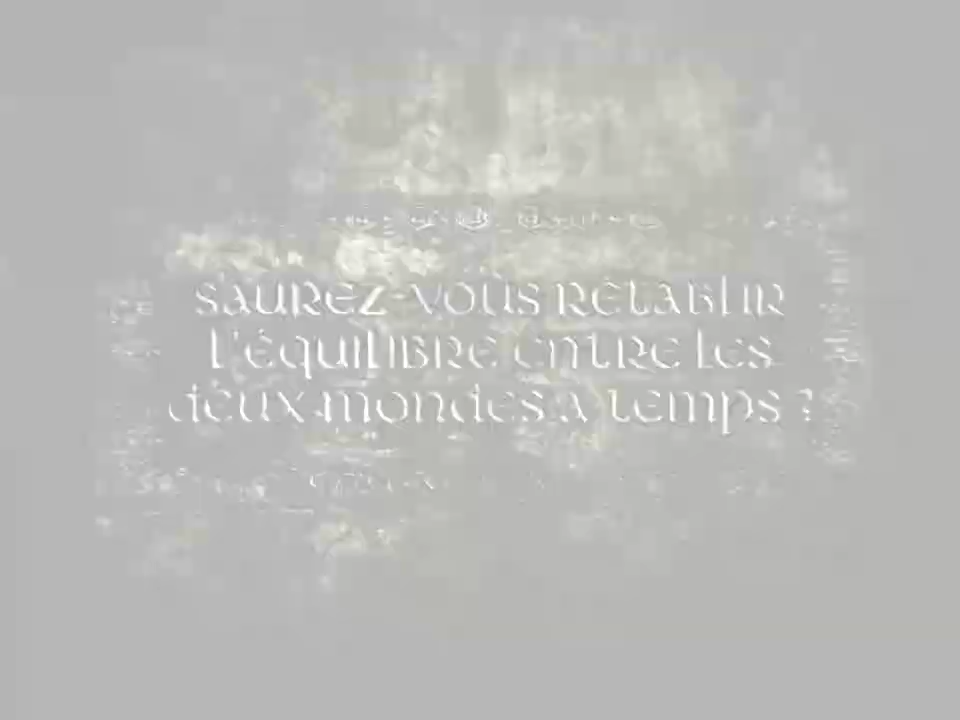 saurez-vous rétablir
l'équilibre entre les
deux mondes à temps ?